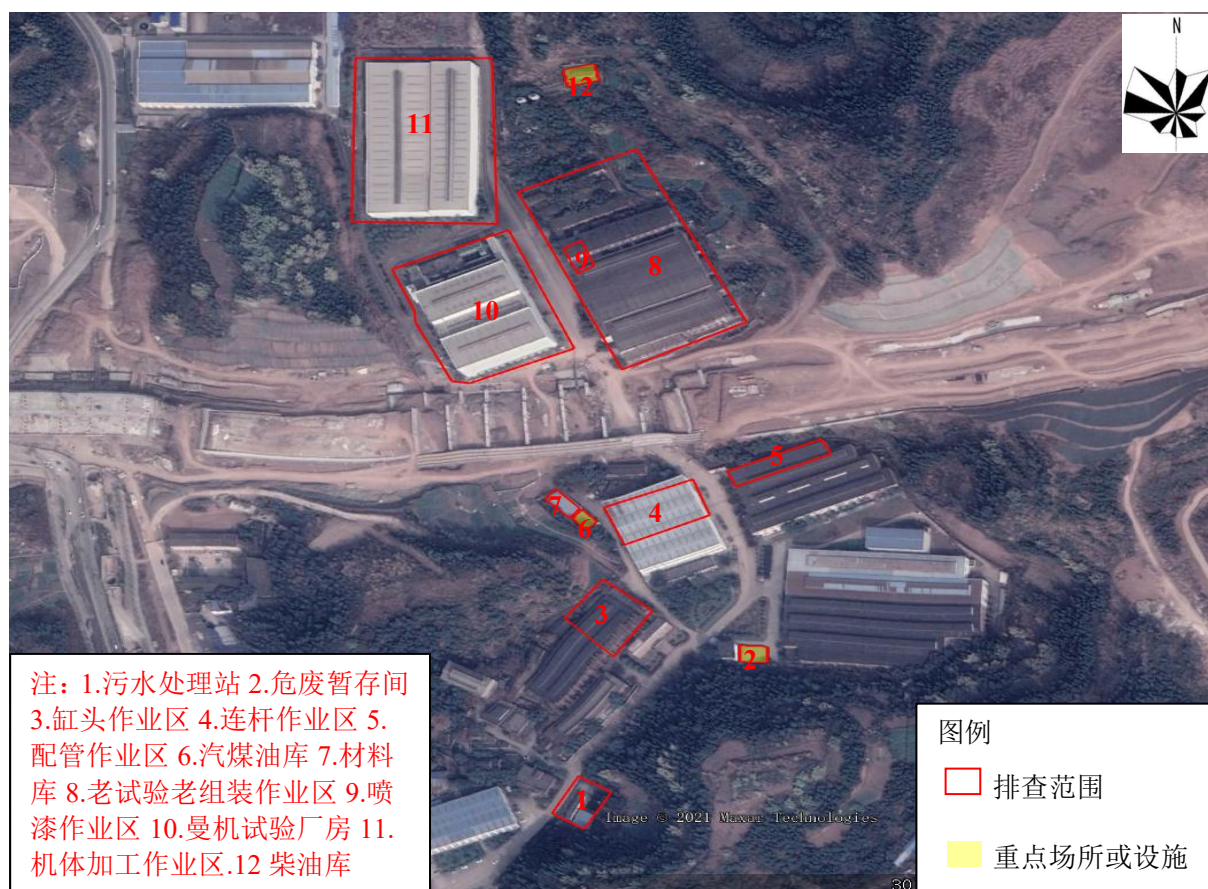 N
12
11
9
8
10
5
7
6
4
3
2
1
Image © 2021 Maxar Technologies
30
注：1.污水处理站 2.危废暂存间
3.缸头作业区 4.连杆作业区 5.
配管作业区 6.汽煤油库 7.材料
库 8.老试验老组装作业区 9.喷
漆作业区 10.曼机试验厂房 11.
机体加工作业区.12 柴油库
图例
排查范围
重点场所或设施